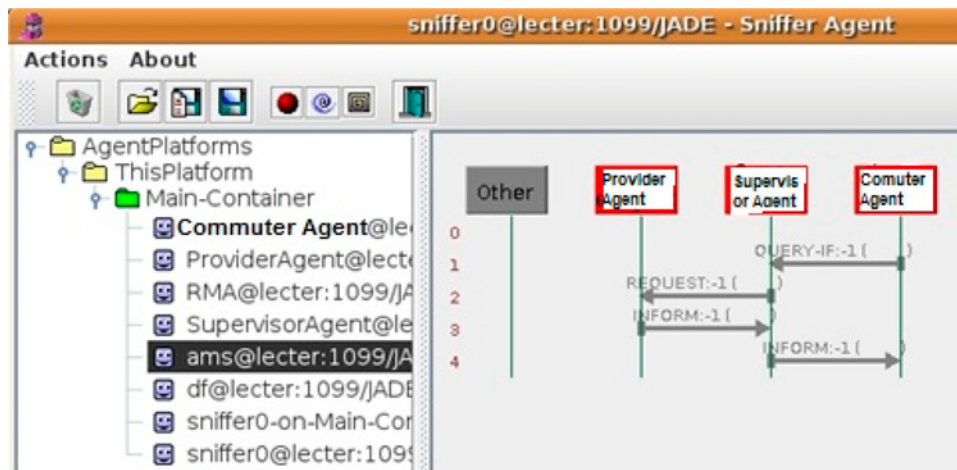 sniffer0@lecter:1099/JADE - Sniffer Agent
Actions About
AgentPlatforms
ThisPlatform
Main-Container
Commuter Agent@le
ProviderAgent@lect
RMA@lecter:1099/JA
SupervisorAgent@le
ams@lecter:1099/JA
df@lecter:1099/JADE
sniffer0-on-Main-Cor
sniffer0@lecter:109
Other
Provider
Agent
Supervis
or Agent
Comuter
Agent
0
1
2
3
4
QUERY-IF:-1 ( )
REQUEST:-1 ( )
INFORM:-1 (
INFORM:-1 ( )